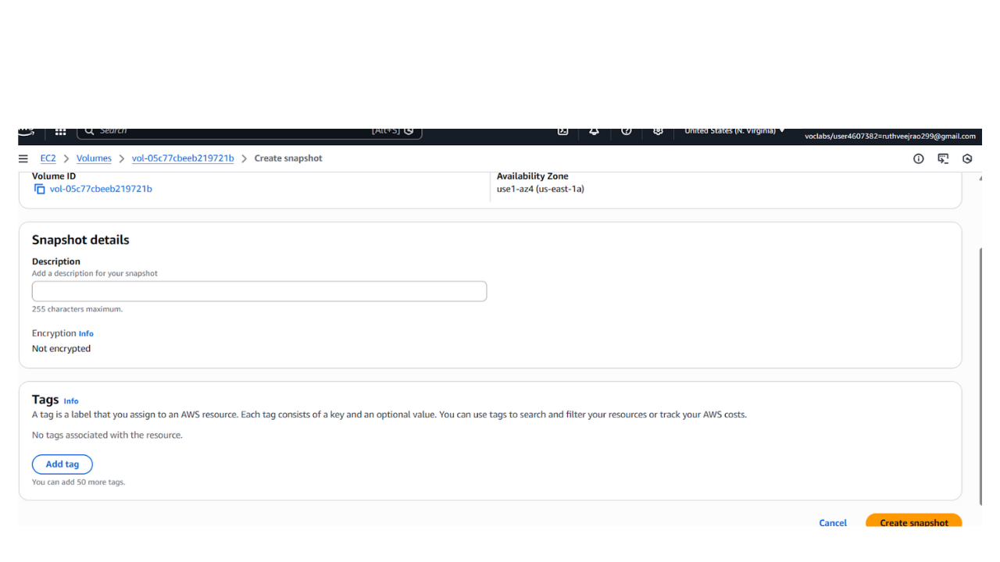 Search [Alt+S] United States (N. Virginia) ▼
voclabs/user4607382=ruthveejrao299@gmail.com
EC2 > Volumes > vol-05c77cbeeb219721b > Create snapshot
Volume ID
vol-05c77cbeeb219721b
Availability Zone
use1-az4 (us-east-1a)
Snapshot details
Description
Add a description for your snapshot
255 characters maximum.
Encryption Info
Not encrypted
Tags Info
A tag is a label that you assign to an AWS resource. Each tag consists of a key and an optional value. You can use tags to search and filter your resources or track your AWS costs.
No tags associated with the resource.
Add tag
You can add 50 more tags.
Cancel Create snapshot